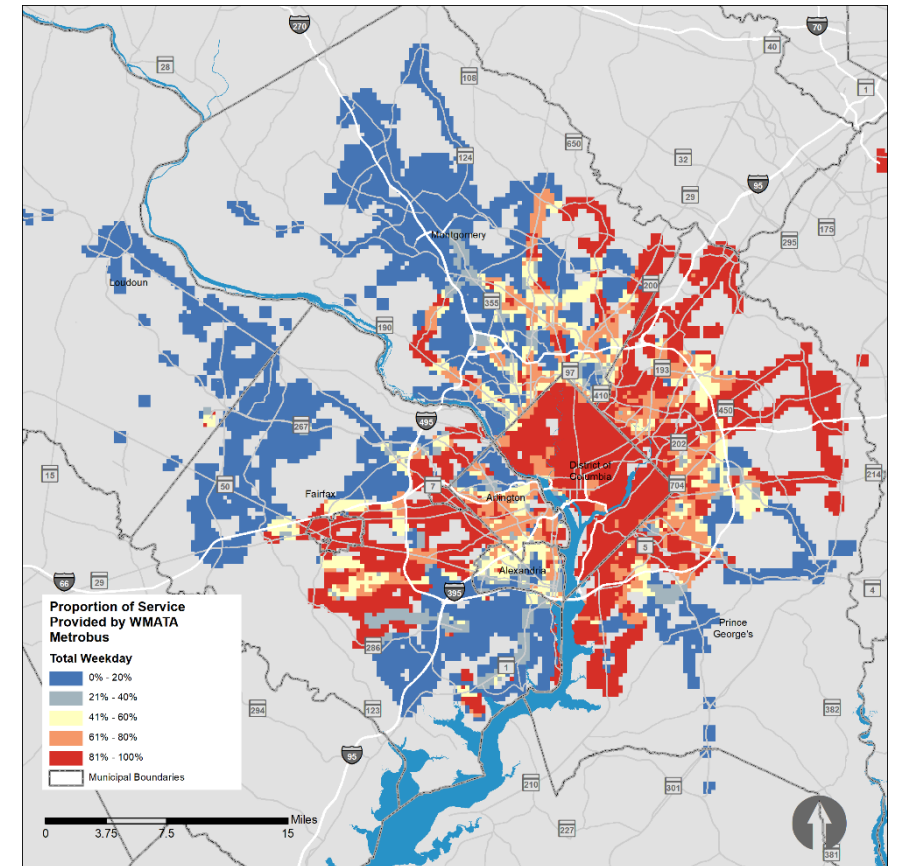 270
70
40
28
108
1
650
124
32
95
29
175
Montgomery
295
Loudoun
200
355
190
97
193
410
450
495
267
202
15
District of
Columbia
214
7
704
50
Fairfax
Arlington
5
Alexandria
66
29
395
4
Proportion of Service
Provided by WMATA
Metrobus
Total Weekday
0% - 20%
21% - 40%
41% - 60%
61% - 80%
81% - 100%
Municipal Boundaries
Prince
George's
286
1
294
123
382
95
210
301
Miles
0
3.75
7.5
15
227
381